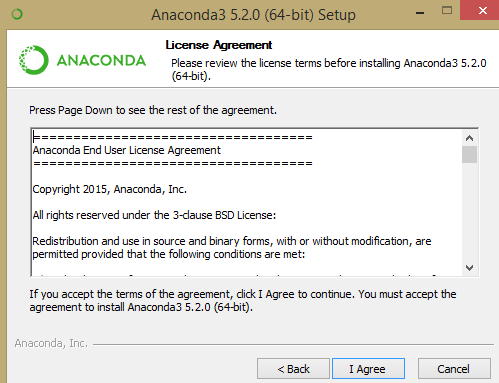 Anaconda3 5.2.0 (64-bit) Setup
ANACONDA
License Agreement
Please review the license terms before installing Anaconda3 5.2.0
(64-bit).
Press Page Down to see the rest of the agreement.
====================================
Anaconda End User License Agreement
====================================
Copyright 2015, Anaconda, Inc.
All rights reserved under the 3-clause BSD License:
Redistribution and use in source and binary forms, with or without modification, are
permitted provided that the following conditions are met:
If you accept the terms of the agreement, click I Agree to continue. You must accept the
agreement to install Anaconda3 5.2.0 (64-bit).
Anaconda, Inc.
< Back
I Agree
Cancel